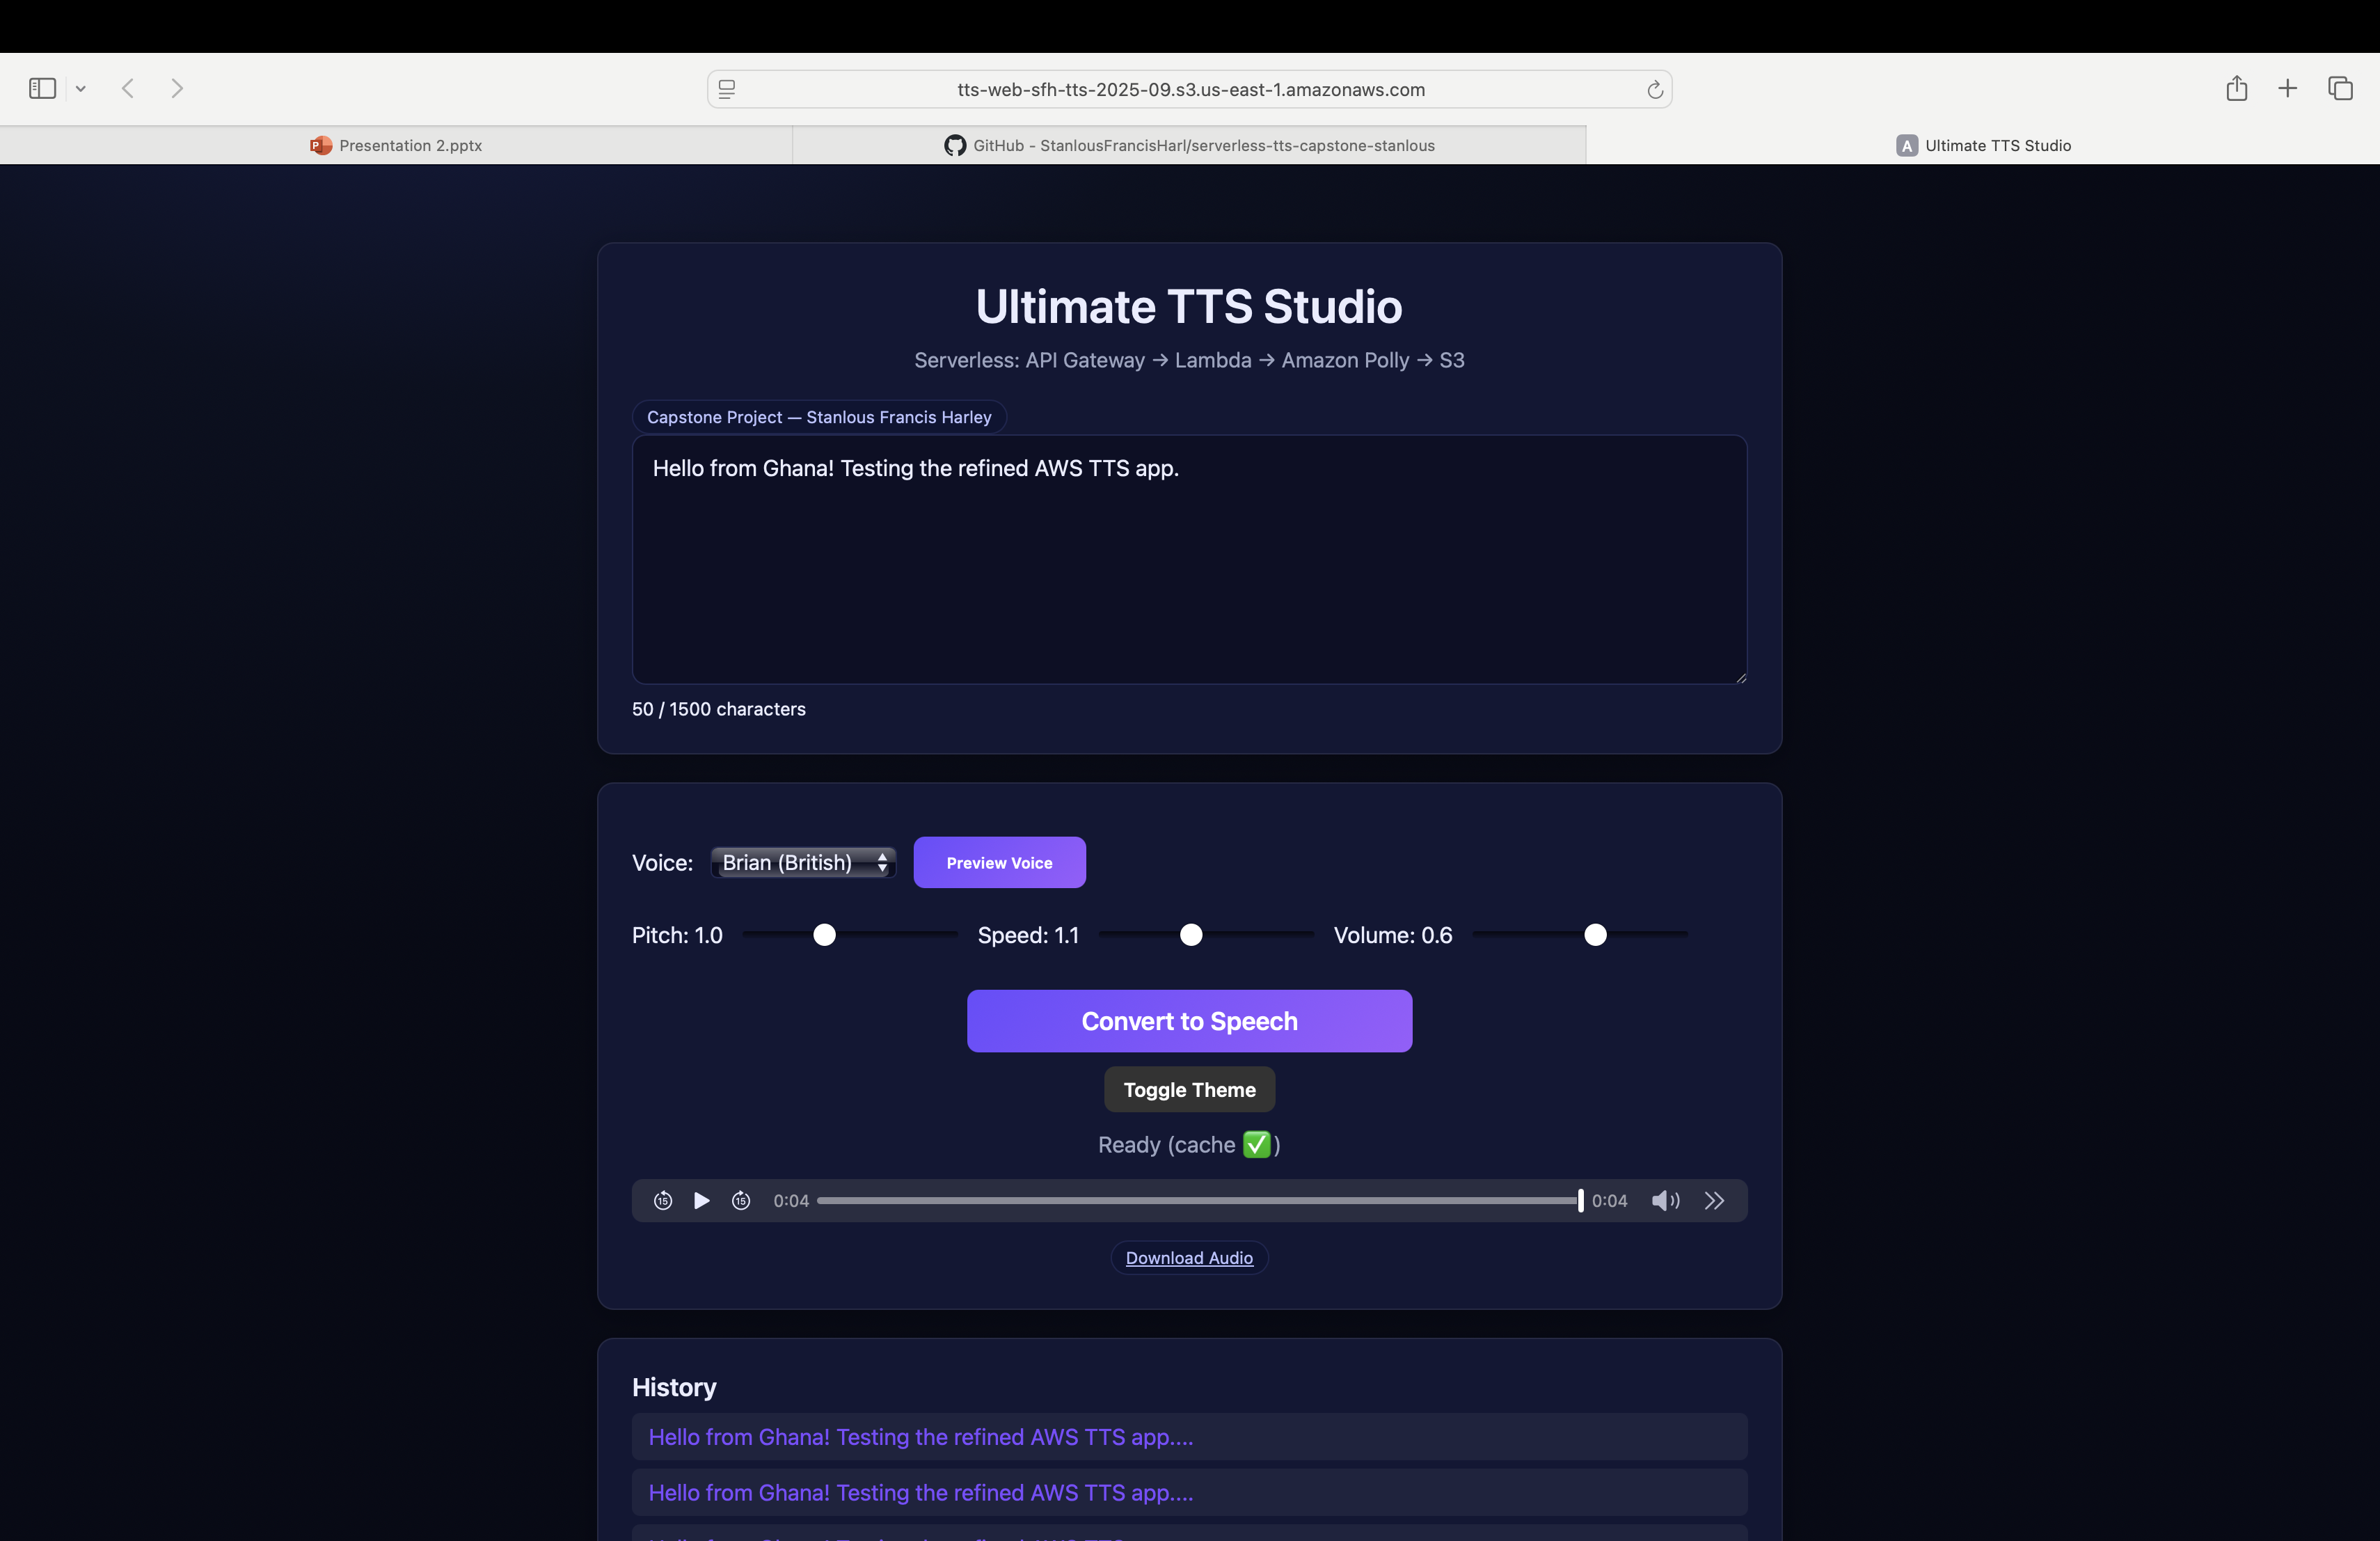 tts-web-sfh-tts-2025-09.s3.us-east-1.amazonaws.com
Presentation 2.pptx
GitHub - StanlousFrancisHarl/serverless-tts-capstone-stanlous
A Ultimate TTS Studio
Ultimate TTS Studio
Serverless: API Gateway → Lambda → Amazon Polly → S3
Capstone Project — Stanlous Francis Harley
Hello from Ghana! Testing the refined AWS TTS app.
50 / 1500 characters
Voice: Brian (British) Preview Voice
Pitch: 1.0 Speed: 1.1 Volume: 0.6
Convert to Speech
Toggle Theme
Ready (cache ✅)
15 15 0:04 0:04
Download Audio
History
Hello from Ghana! Testing the refined AWS TTS app....
Hello from Ghana! Testing the refined AWS TTS app....